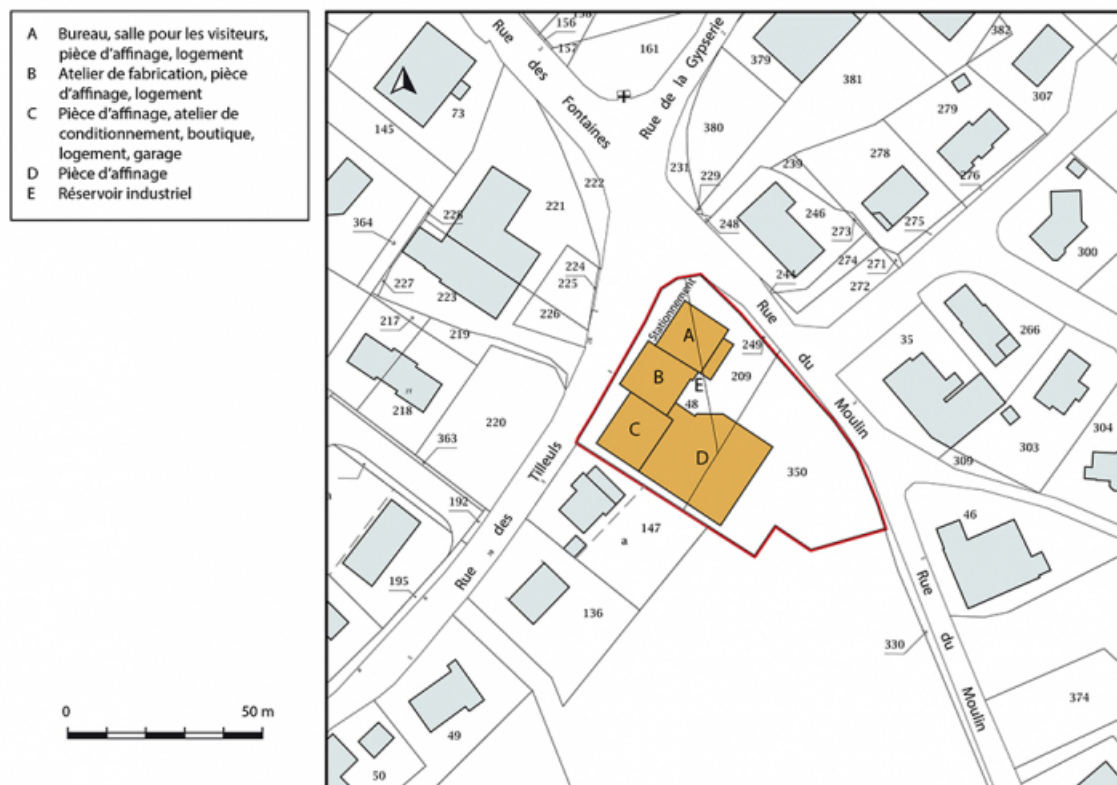 A Bureau, salle pour les visiteurs,
pièce d'affinage, logement
B Atelier de fabrication, pièce
d'affinage, logement
C Pièce d'affinage, atelier de
conditionnement, boutique,
logement, garage
D Pièce d'affinage
E Réservoir industriel
0 50 m
Rue des Fontaines
Rue de la Gypserie
156
158
157
161
379
381
382
307
279
73
145
380
278
239
276
231
229
222
221
364
228
248
246
273
275
300
224
274
271
227
223
225
244
272
226
217
219
Stationnement
Rue du Moulin
249
A
209
35
266
B
E
48
218
220
C
D
363
350
309
303
304
Rue des Tilleuls
192
147
a
46
195
136
330
Rue du Moulin
374
49
50